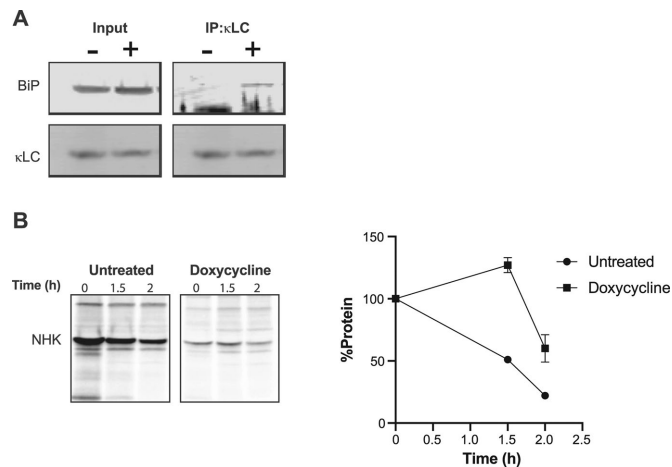 A
Input
IP:κLC
- + - +
BiP
κLC
B
Untreated Doxycycline
Time (h) 0 1.5 2 0 1.5 2
NHK
150
100
50
0
%Protein
0 0.5 1.0 1.5 2.0 2.5
Time (h)
Untreated
Doxycycline